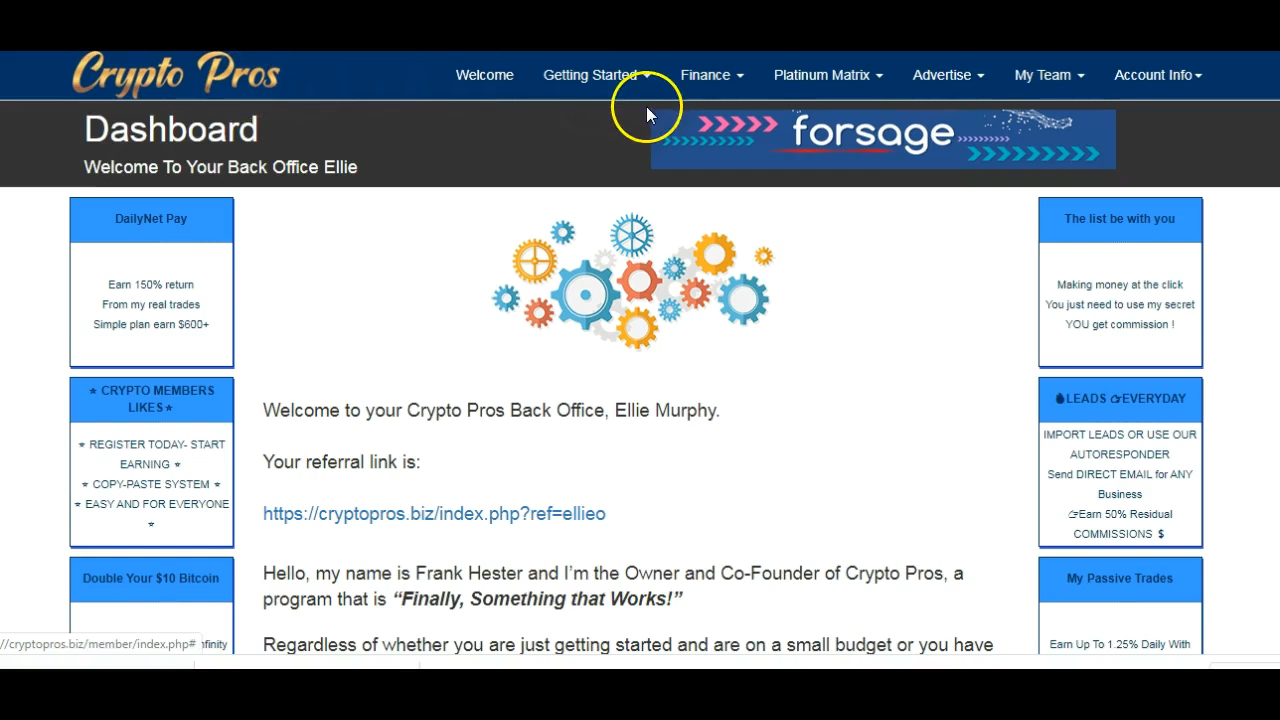 Crypto Pros
Welcome
Getting Started
Finance
Platinum Matrix
Advertise
My Team
Account Info
Dashboard
Welcome To Your Back Office Ellie
forsage
DailyNet Pay
Earn 150% return
From my real trades
Simple plan earn $600+
★ CRYPTO MEMBERS
LIKES★
★ REGISTER TODAY- START
EARNING ★
★ COPY-PASTE SYSTEM ★
★ EASY AND FOR EVERYONE
★
Double Your $10 Bitcoin
nfinity
://cryptopros.biz/member/index.php#
Welcome to your Crypto Pros Back Office, Ellie Murphy.
Your referral link is:
https://cryptopros.biz/index.php?ref=ellieo
Hello, my name is Frank Hester and I’m the Owner and Co-Founder of Crypto Pros, a
program that is “Finally, Something that Works!”
Regardless of whether you are just getting started and are on a small budget or you have
The list be with you
Making money at the click
You just need to use my secret
YOU get commission !
LEADS EVERYDAY
IMPORT LEADS OR USE OUR
AUTORESPONDER
Send DIRECT EMAIL for ANY
Business
Earn 50% Residual
COMMISSIONS $
My Passive Trades
Earn Up To 1.25% Daily With